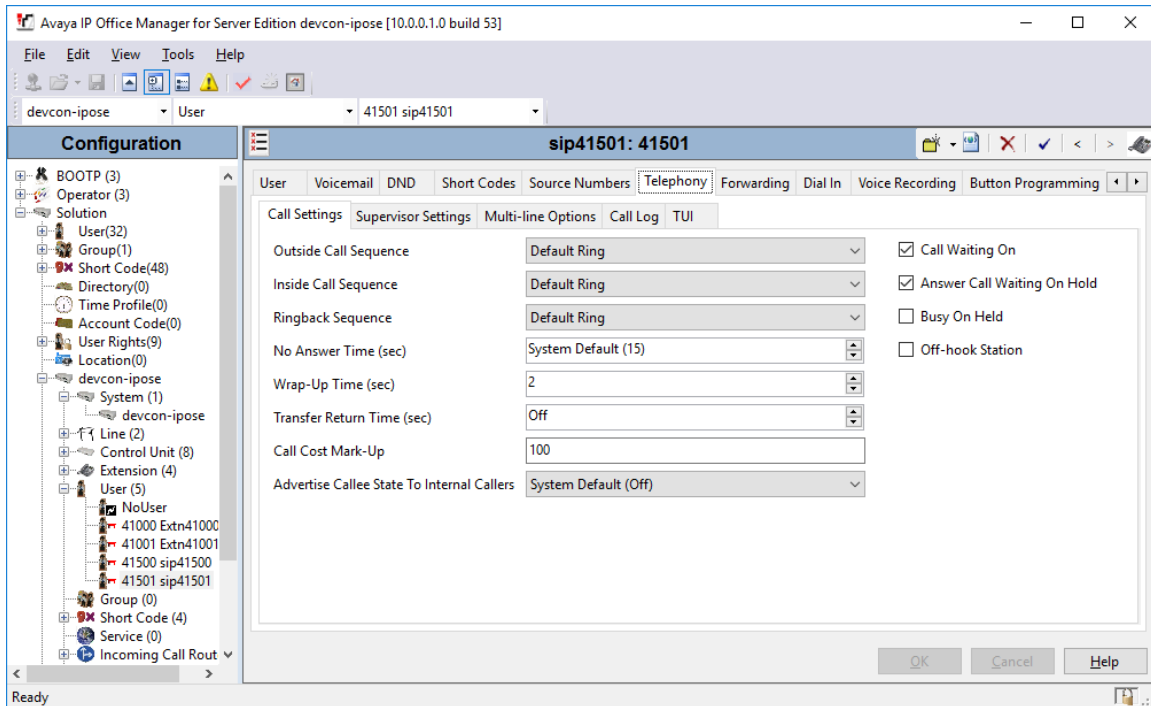 Avaya IP Office Manager for Server Edition devcon-ipose [10.0.0.1.0 build 53]
File Edit View Tools Help
devcon-ipose User 41501 sip41501
Configuration
BOOTP (3)
Operator (3)
Solution
User(32)
Group(1)
Short Code(48)
Directory(0)
Time Profile(0)
Account Code(0)
User Rights(9)
Location(0)
devcon-ipose
System (1)
devcon-ipose
Line (2)
Control Unit (8)
Extension (4)
User (5)
NoUser
41000 Extn41000
41001 Extn41001
41500 sip41500
41501 sip41501
Group (0)
Short Code (4)
Service (0)
Incoming Call Rout
sip41501: 41501
User Voicemail DND Short Codes Source Numbers Telephony Forwarding Dial In Voice Recording Button Programming
Call Settings Supervisor Settings Multi-line Options Call Log TUI
Outside Call Sequence Default Ring Call Waiting On
Inside Call Sequence Default Ring Answer Call Waiting On Hold
Ringback Sequence Default Ring Busy On Held
No Answer Time (sec) System Default (15) Off-hook Station
Wrap-Up Time (sec) 2
Transfer Return Time (sec) Off
Call Cost Mark-Up 100
Advertise Callee State To Internal Callers System Default (Off)
OK Cancel Help
Ready